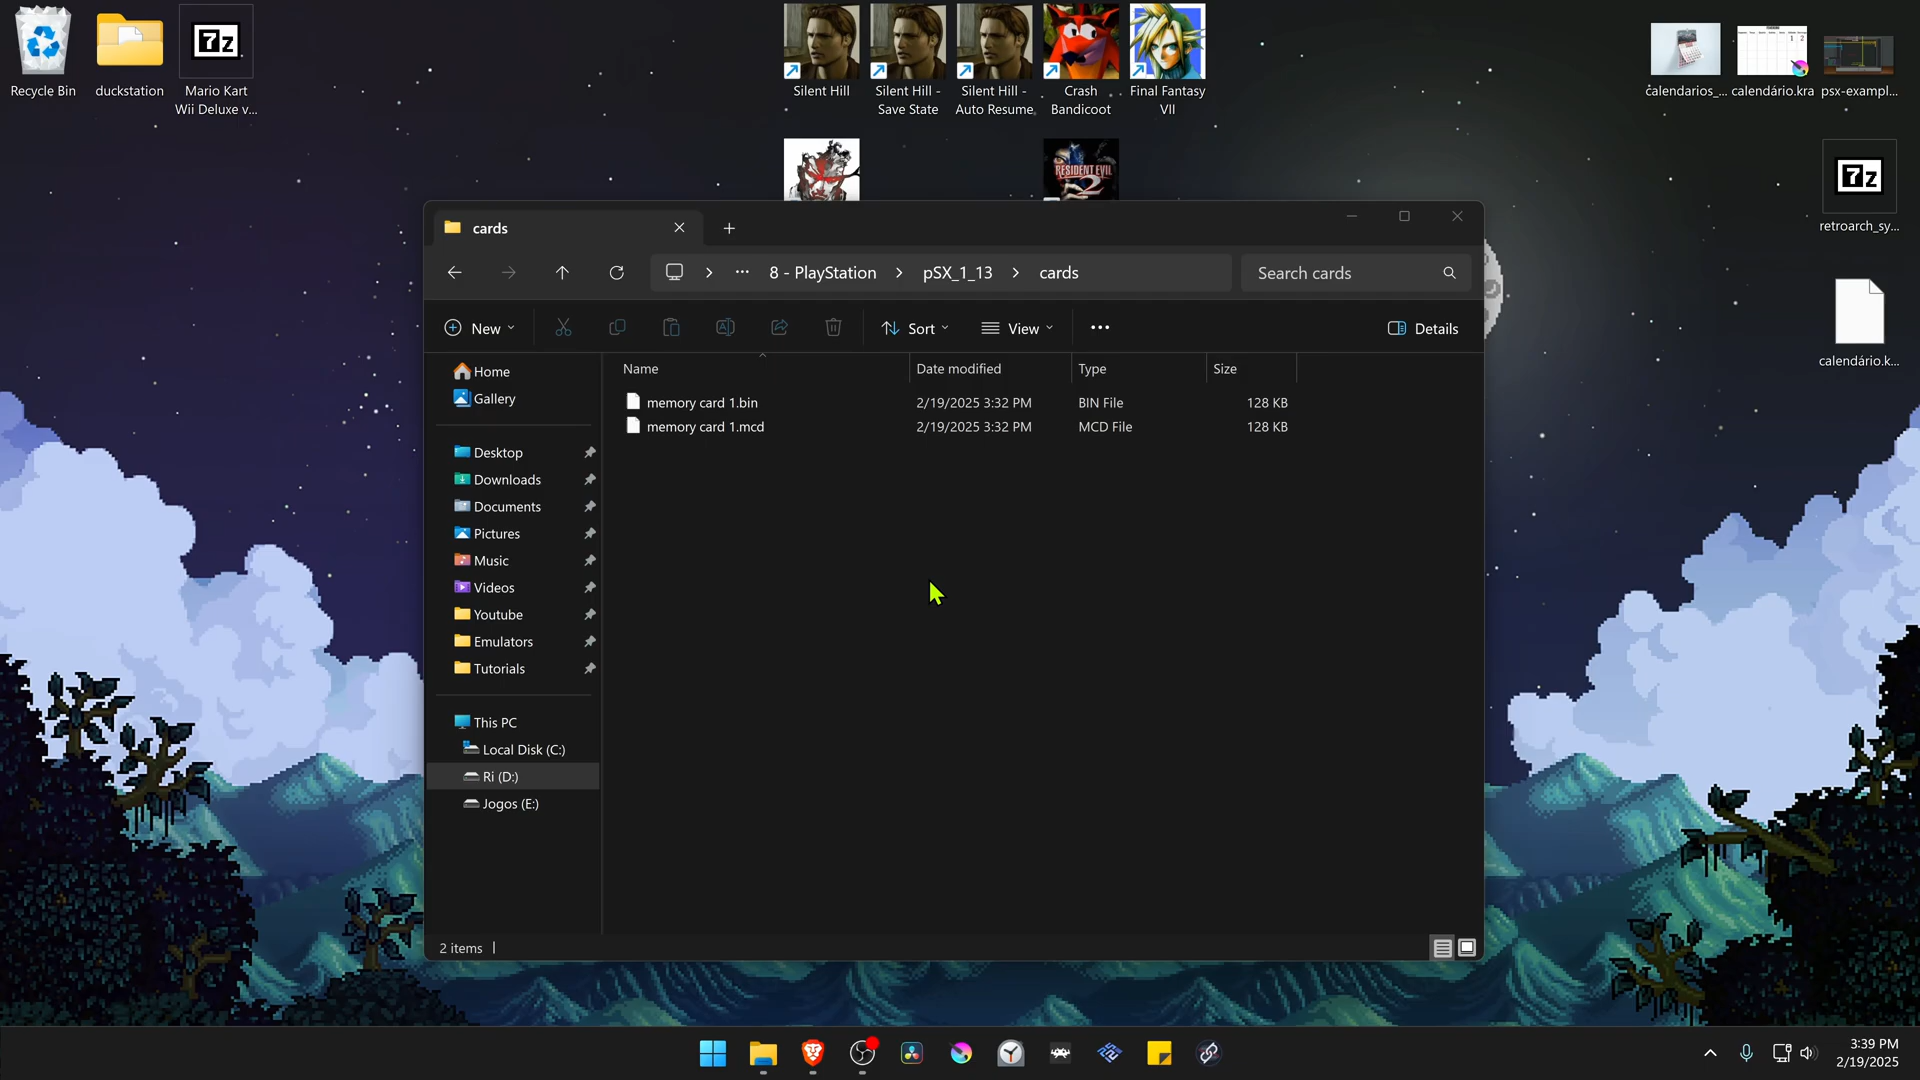 Recycle Bin
duckstation
7z
Mario Kart
Wii Deluxe v...
Silent Hill
Silent Hill -
Save State
Silent Hill -
Auto Resume
Crash
Bandicoot
Final Fantasy
VII
calendarios_...
calendário.kra
psx-exampl...
RESIDENT EVIL
2
7z
retroarch_sy...
calendário.k...
cards
8 - PlayStation
pSX_1_13
cards
Search cards
New
Sort
View
Details
Home
Gallery
Desktop
Downloads
Documents
Pictures
Music
Videos
Youtube
Emulators
Tutorials
This PC
Local Disk (C:)
Ri (D:)
Jogos (E:)
Name Date modified Type Size
memory card 1.bin 2/19/2025 3:32 PM BIN File 128 KB
memory card 1.mcd 2/19/2025 3:32 PM MCD File 128 KB
2 items
3:39 PM
2/19/2025